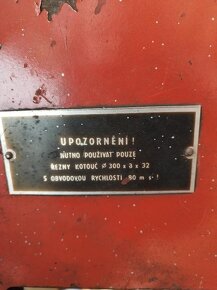 UPOZORNĚNÍ!
NUTNO POUŽÍVAT POUZE
ŘEZNÝ KOTOUČ ⌀ 300 x 3 x 32
S OBVODOVOU RYCHLOSTÍ 80 m s⁻¹